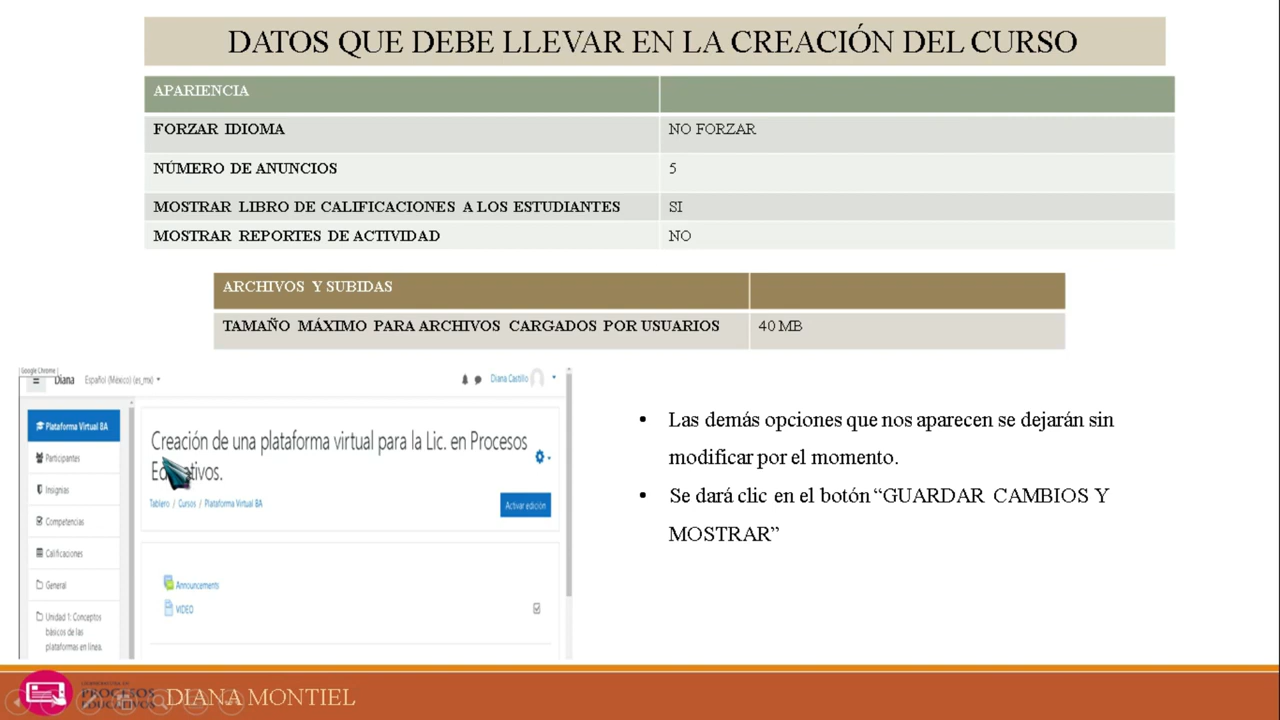 DATOS QUE DEBE LLEVAR EN LA CREACIÓN DEL CURSO
APARIENCIA
FORZAR IDIOMA NO FORZAR
NÚMERO DE ANUNCIOS 5
MOSTRAR LIBRO DE CALIFICACIONES A LOS ESTUDIANTES SI
MOSTRAR REPORTES DE ACTIVIDAD NO
ARCHIVOS Y SUBIDAS
TAMAÑO MÁXIMO PARA ARCHIVOS CARGADOS POR USUARIOS 40 MB
Google Chrome
Diana Español (México) (es_mx) Diana Castillo
Plataforma Virtual BA
Participantes
Insignias
Competencias
Calificaciones
General
Unidad 1: Conceptos
básicos de las
plataformas en línea.
Creación de una plataforma virtual para la Lic. en Procesos
Educativos.
Tablero / Cursos / Plataforma Virtual BA
Activar edición
Announcements
VIDEO
• Las demás opciones que nos aparecen se dejarán sin
modificar por el momento.
• Se dará clic en el botón “GUARDAR CAMBIOS Y
MOSTRAR”
PROCESOS
EDUCATIVOS
DIANA MONTIEL